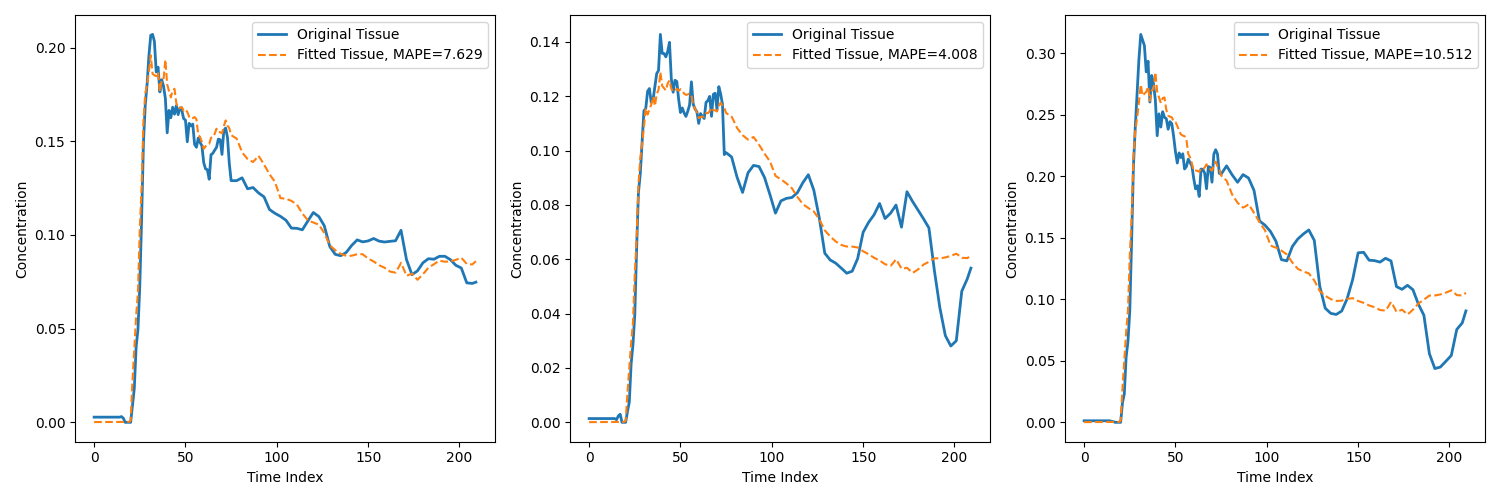 Original Tissue
Fitted Tissue, MAPE=7.629
Concentration
0.20
0.15
0.10
0.05
0.00
0 50 100 150 200
Time Index
Original Tissue
Fitted Tissue, MAPE=4.008
Concentration
0.14
0.12
0.10
0.08
0.06
0.04
0.02
0.00
0 50 100 150 200
Time Index
Original Tissue
Fitted Tissue, MAPE=10.512
Concentration
0.30
0.25
0.20
0.15
0.10
0.05
0.00
0 50 100 150 200
Time Index